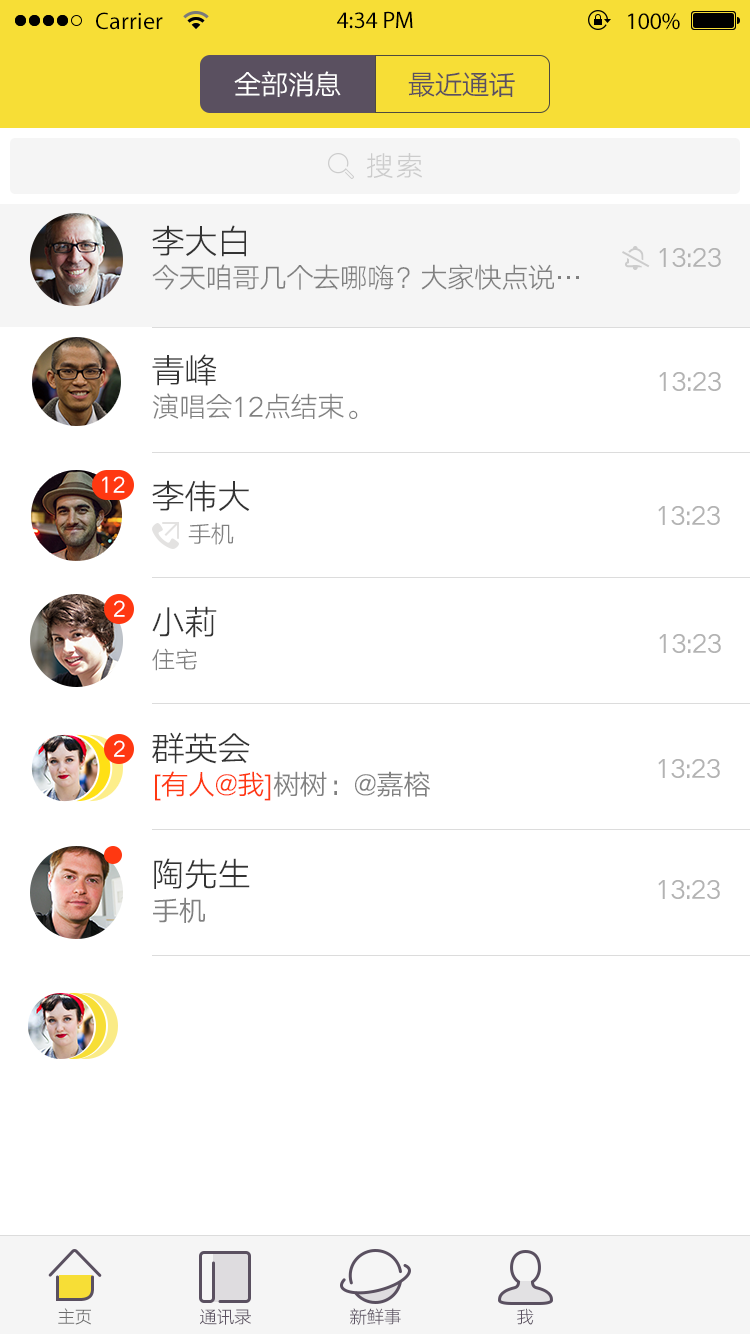 Carrier 4:34 PM 100%
全部消息 最近通话
搜索
李大白
今天咱哥几个去哪嗨？大家快点说… 13:23
青峰
演唱会12点结束。 13:23
12
李伟大
手机 13:23
2
小莉
住宅 13:23
2
群英会
[有人@我]树树：@嘉榕 13:23
陶先生
手机 13:23
主页 通讯录 新鲜事 我